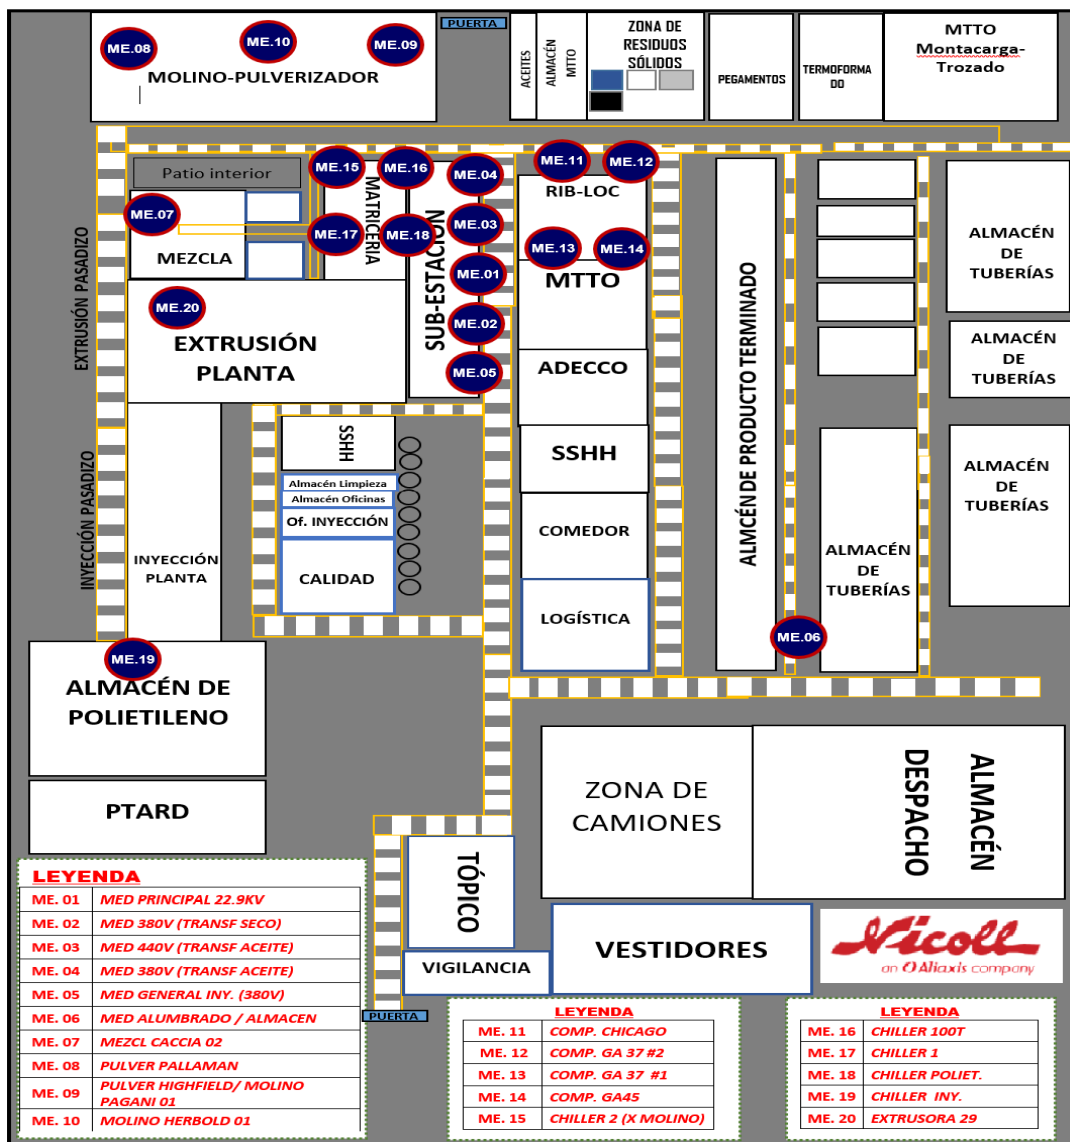 PUERTA
ME.08
ME.10
ME.09
MOLINO-PULVERIZADOR
ACEITES
ALMACÉN
MTTO
ZONA DE
RESIDUOS
SÓLIDOS
PEGAMENTOS
TERMOFORMA
DO
MTTO
Montacarga-
Trozado
Patio interior
ME.15
ME.16
ME.04
ME.11
ME.12
RIB-LOC
ME.07
MEZCLA
MATRICERIA
ME.17
ME.18
ME.03
SUB-ESTACIÓN
ME.01
ME.02
ME.05
ME.13
ME.14
MTTO
ME.20
EXTRUSIÓN
PLANTA
ADECCO
SSHH
COMEDOR
LOGÍSTICA
EXTRUSIÓN PASADIZO
INYECCIÓN PASADIZO
SSHH
Almacén Limpieza
Almacén Oficinas
Of. INYECCIÓN
CALIDAD
INYECCIÓN
PLANTA
ALMCÉN DE PRODUCTO TERMINADO
ALMACÉN
DE
TUBERÍAS
ALMACÉN
DE
TUBERÍAS
ALMACÉN
DE
TUBERÍAS
ALMACÉN
DE
TUBERÍAS
ME.06
ME.19
ALMACÉN DE
POLIETILENO
PTARD
ZONA DE
CAMIONES
ALMACÉN
DESPACHO
TÓPICO
VIGILANCIA
VESTIDORES
Nicoll
an Aliaxis company
PUERTA
LEYENDA
ME. 01 MED PRINCIPAL 22.9KV
ME. 02 MED 380V (TRANSF SECO)
ME. 03 MED 440V (TRANSF ACEITE)
ME. 04 MED 380V (TRANSF ACEITE)
ME. 05 MED GENERAL INY. (380V)
ME. 06 MED ALUMBRADO / ALMACEN
ME. 07 MEZCL CACCIA 02
ME. 08 PULVER PALLAMAN
ME. 09 PULVER HIGHFIELD/ MOLINO
PAGANI 01
ME. 10 MOLINO HERBOLD 01
LEYENDA
ME. 11 COMP. CHICAGO
ME. 12 COMP. GA 37 #2
ME. 13 COMP. GA 37 #1
ME. 14 COMP. GA45
ME. 15 CHILLER 2 (X MOLINO)
LEYENDA
ME. 16 CHILLER 100T
ME. 17 CHILLER 1
ME. 18 CHILLER POLIET.
ME. 19 CHILLER INY.
ME. 20 EXTRUSORA 29